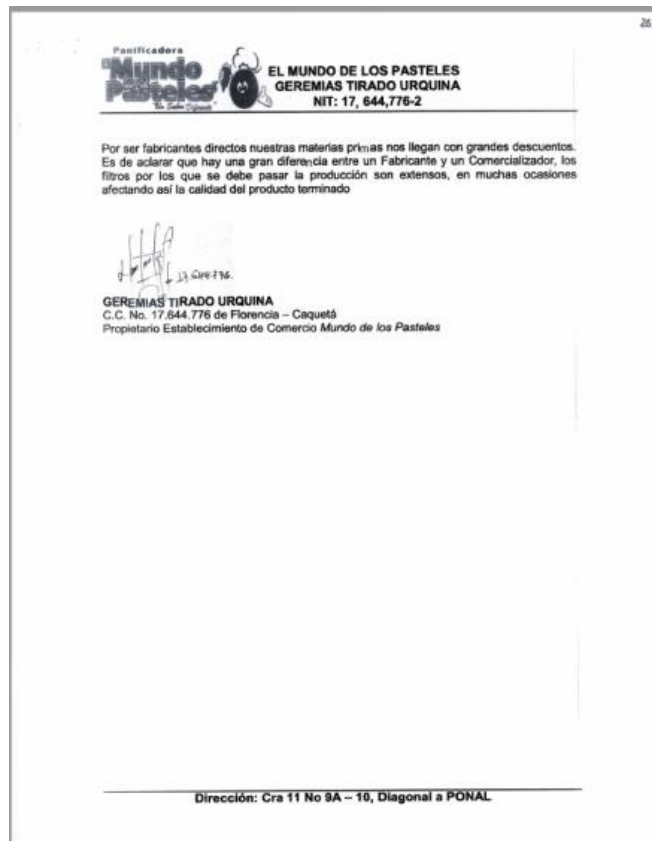 Panificadora
El Mundo
Pasteles
EL MUNDO DE LOS PASTELES
GEREMIAS TIRADO URQUINA
NIT: 17, 644,776-2
Por ser fabricantes directos nuestras materias primas nos llegan con grandes descuentos.
Es de aclarar que hay una gran diferencia entre un Fabricante y un Comercializador, los
filtros por los que se debe pasar la producción son extensos, en muchas ocasiones
afectando así la calidad del producto terminado
17.644.776.
GEREMIAS TIRADO URQUINA
C.C. No. 17.644.776 de Florencia – Caquetá
Propietario Establecimiento de Comercio Mundo de los Pasteles
Dirección: Cra 11 No 9A – 10, Diagonal a PONAL